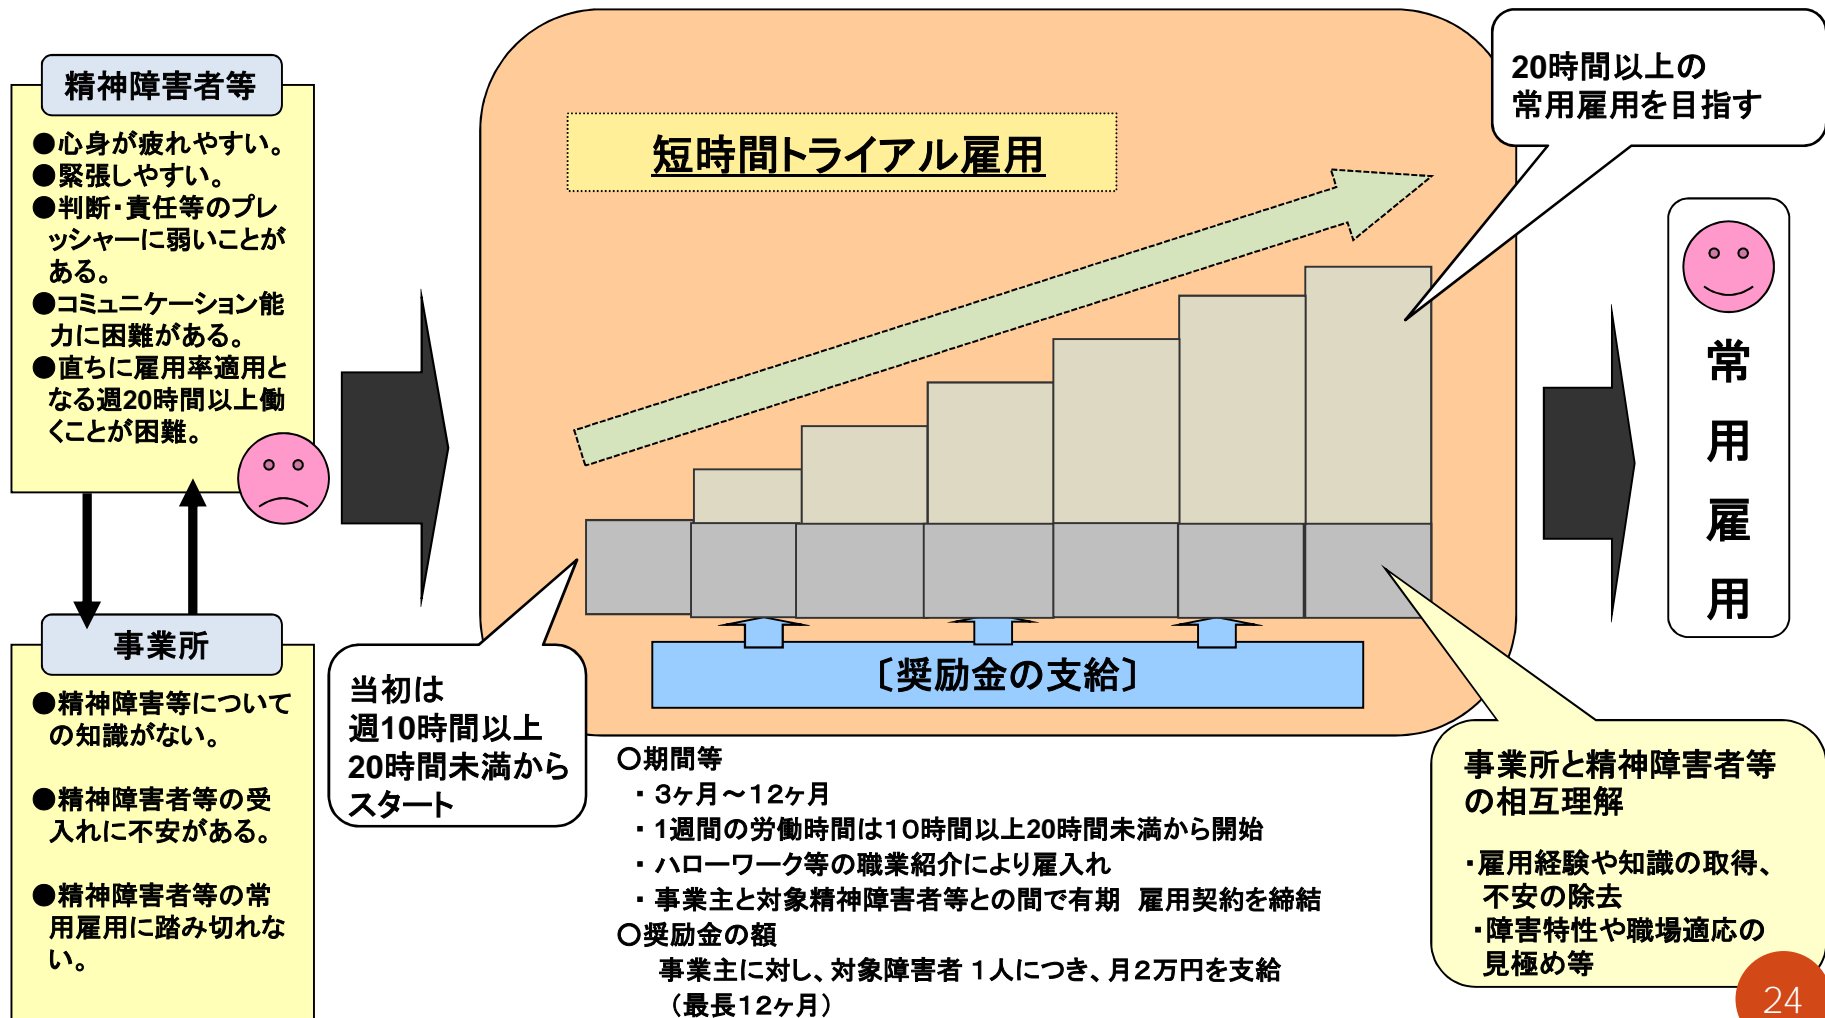 精神障害者等
●心身が疲れやすい。
●緊張しやすい。
●判断・責任等のプレ
ッシャーに弱いことが
ある。
●コミュニケーション能
力に困難がある。
●直ちに雇用率適用と
なる週20時間以上働
くことが困難。
事業所
●精神障害等について
の知識がない。
●精神障害者等の受
入れに不安がある。
●精神障害者等の常
用雇用に踏み切れな
い。
短時間トライアル雇用
20時間以上の
常用雇用を目指す
当初は
週10時間以上
20時間未満から
スタート
〔奨励金の支給〕
○期間等
・3ヶ月～12ヶ月
・1週間の労働時間は10時間以上20時間未満から開始
・ハローワーク等の職業紹介により雇入れ
・事業主と対象精神障害者等との間で有期 雇用契約を締結
○奨励金の額
事業主に対し、対象障害者１人につき、月２万円を支給
（最長12ヶ月）
事業所と精神障害者等
の相互理解
・雇用経験や知識の取得、
不安の除去
・障害特性や職場適応の
見極め等
常
用
雇
用
24